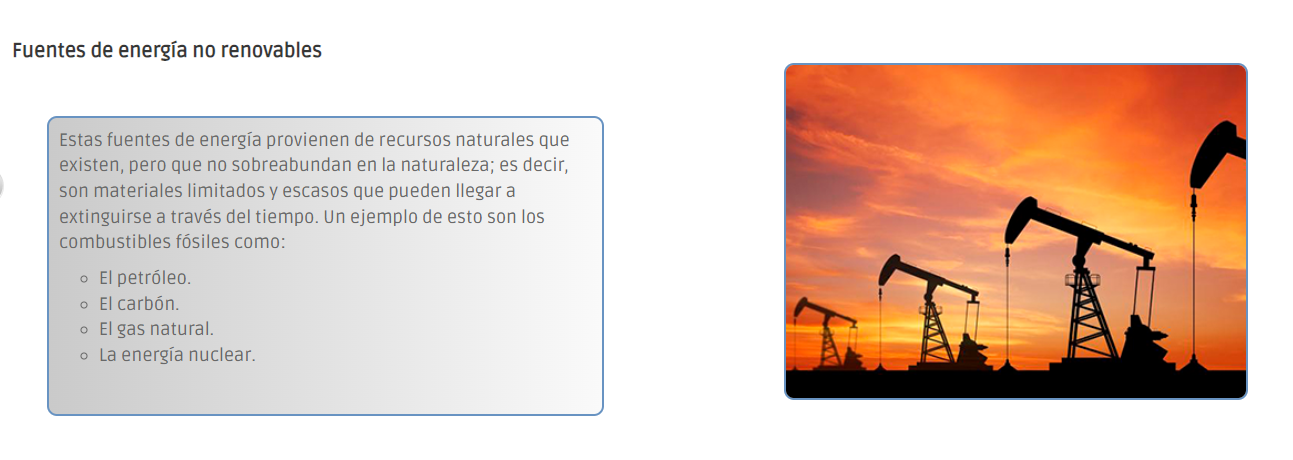 Fuentes de energía no renovables
Estas fuentes de energía provienen de recursos naturales que
existen, pero que no sobreabundan en la naturaleza; es decir,
son materiales limitados y escasos que pueden llegar a
extinguirse a través del tiempo. Un ejemplo de esto son los
combustibles fósiles como:
El petróleo.
El carbón.
El gas natural.
La energía nuclear.